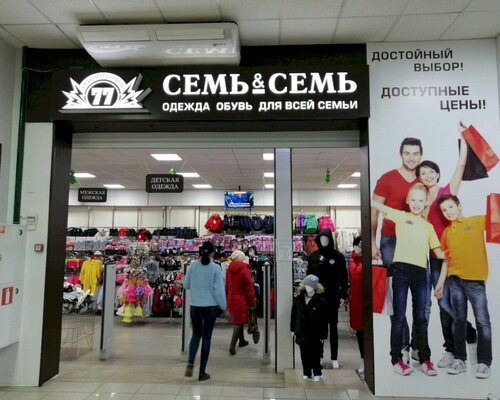 77
СЕМЬ&СЕМЬ
ОДЕЖДА ОБУВЬ ДЛЯ ВСЕЙ СЕМЬИ
ДОСТОЙНЫЙ
ВЫБОР!
ДОСТУПНЫЕ
ЦЕНЫ!
ДЕТСКАЯ
ОДЕЖДА
МУЖСКАЯ
ОДЕЖДА